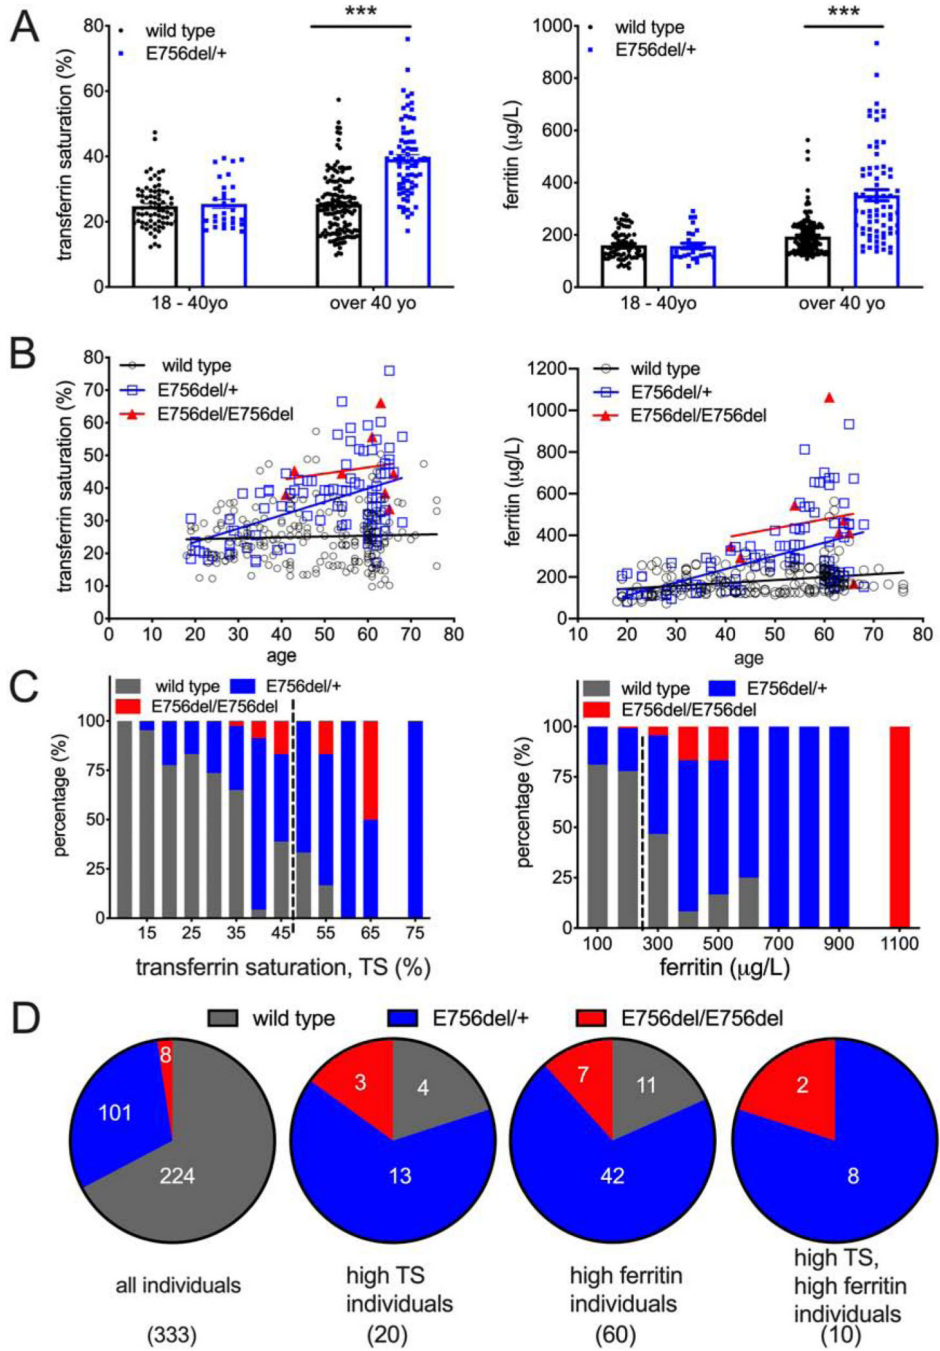 A
transferrin saturation (%)
80
60
40
20
0
wild type
E756del/+
***
18 - 40yo
over 40 yo
ferritin (µg/L)
1000
800
600
400
200
0
wild type
E756del/+
***
18 - 40yo
over 40 yo
B
transferrin saturation (%)
80
70
60
50
40
30
20
10
0
wild type
E756del/+
E756del/E756del
0 10 20 30 40 50 60 70 80
age
ferritin (µg/L)
1200
1000
800
600
400
200
0
wild type
E756del/+
E756del/E756del
10 20 30 40 50 60 70 80
age
C
wild type E756del/+
E756del/E756del
percentage (%)
100
75
50
25
0
15 25 35 45 55 65 75
transferrin saturation, TS (%)
wild type E756del/+
E756del/E756del
percentage (%)
100
75
50
25
0
100 300 500 700 900 1100
ferritin (µg/L)
D
wild type E756del/+ E756del/E756del
8
101
224
3
4
13
7
11
42
2
8
all individuals
(333)
high TS
individuals
(20)
high ferritin
individuals
(60)
high TS,
high ferritin
individuals
(10)